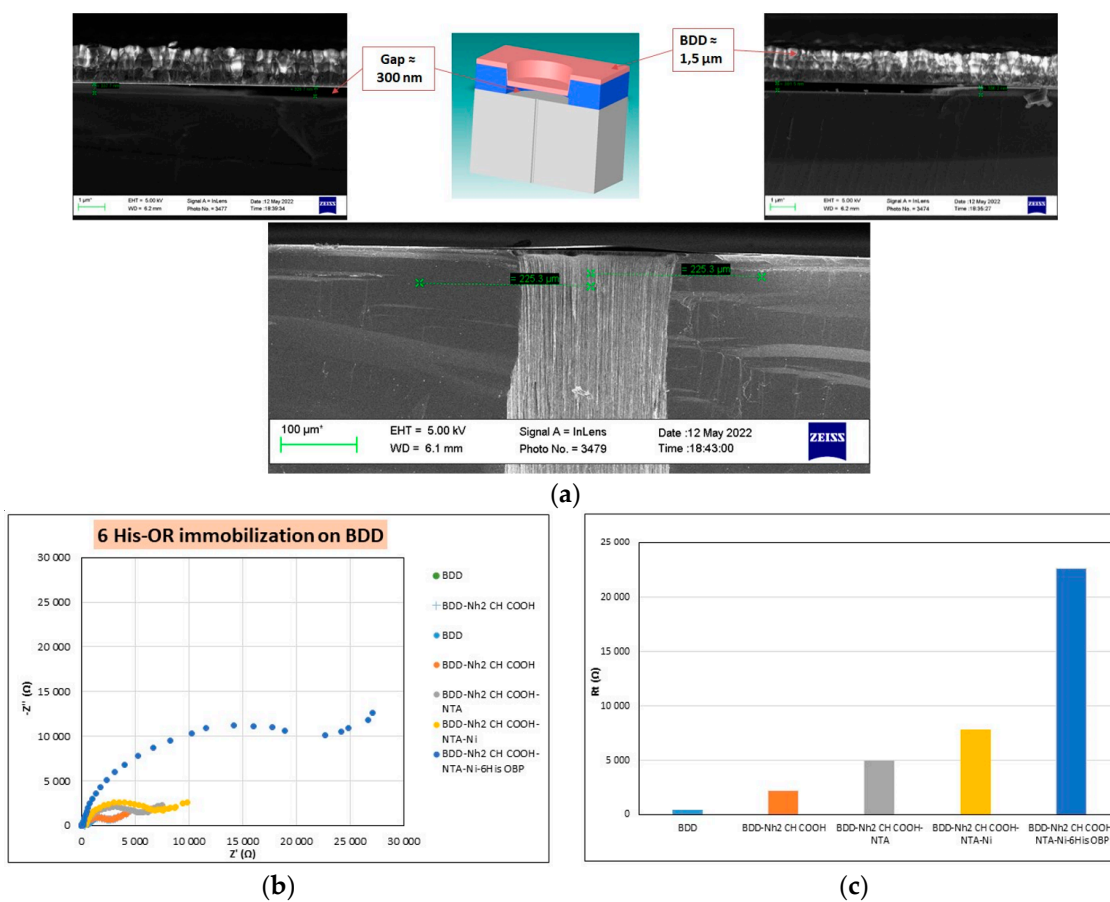 Gap ≈
300 nm
BDD ≈
1,5 µm
1 µm*
EHT = 5.00 kV
WD = 6.2 mm
Signal A = InLens
Photo No. = 3477
Date :12 May 2022
Time :18:39:34
ZEISS
1 µm*
EHT = 5.00 kV
WD = 6.2 mm
Signal A = InLens
Photo No. = 3474
Date :12 May 2022
Time :18:35:27
ZEISS
= 225.3 µm
= 225.3 µm
100 µm*
EHT = 5.00 kV
WD = 6.1 mm
Signal A = InLens
Photo No. = 3479
Date :12 May 2022
Time :18:43:00
ZEISS
(a)
6 His-OR immobilization on BDD
-Z'' (Ω)
30 000
25 000
20 000
15 000
10 000
5 000
0
0
5 000
10 000
15 000
20 000
25 000
30 000
Z' (Ω)
BDD
BDD-Nh2 CH COOH
BDD
BDD-Nh2 CH COOH
BDD-Nh2 CH COOH-
NTA
BDD-Nh2 CH COOH-
NTA-Ni
BDD-Nh2 CH COOH-
NTA-Ni-6His OBP
(b)
Rt (Ω)
25 000
20 000
15 000
10 000
5 000
0
BDD
BDD-Nh2 CH COOH
BDD-Nh2 CH COOH-
NTA
BDD-Nh2 CH COOH-
NTA-Ni
BDD-Nh2 CH COOH
NTA-Ni-6His OBP
(c)